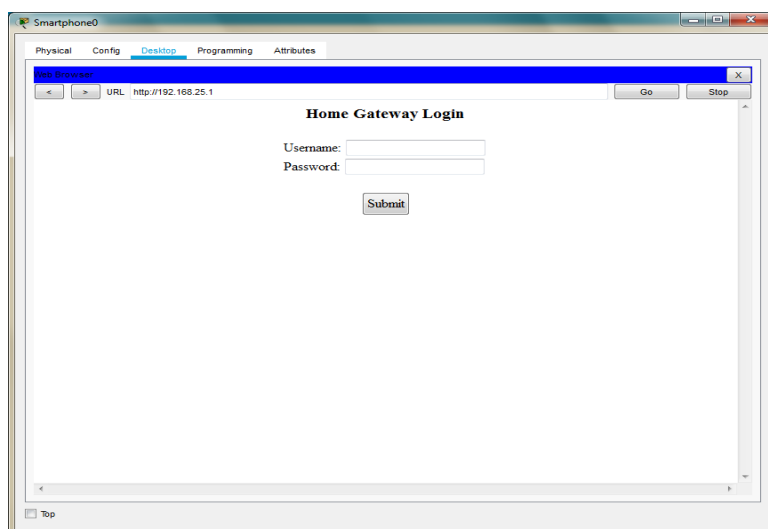 Smartphone0
Physical Config Desktop Programming Attributes
Web Browser X
< > URL http://192.168.25.1 Go Stop
Home Gateway Login
Username:
Password:
Submit
Top